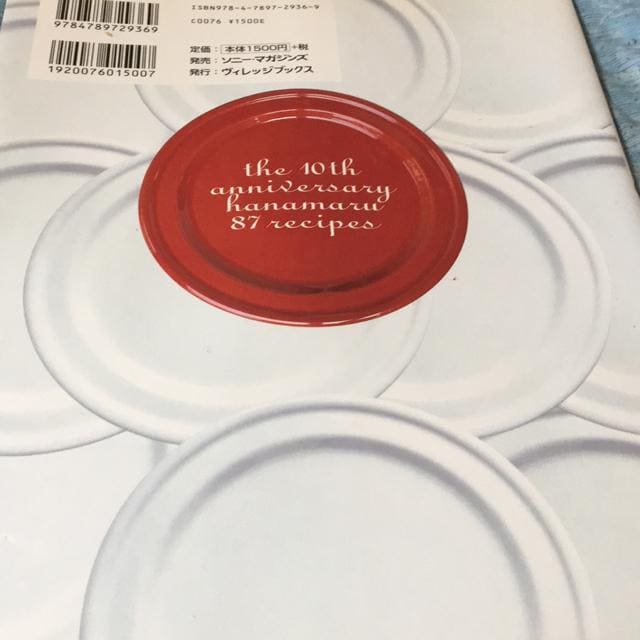 ISBN978-4-7897-2936-9
9784789729369
C0076 ¥1500E
1920076015007
定価：本体1500円+税
発売：ソニー・マガジンズ
発行：ヴィレッジブックス
the 10th
anniversary
hanamaru
87 recipes